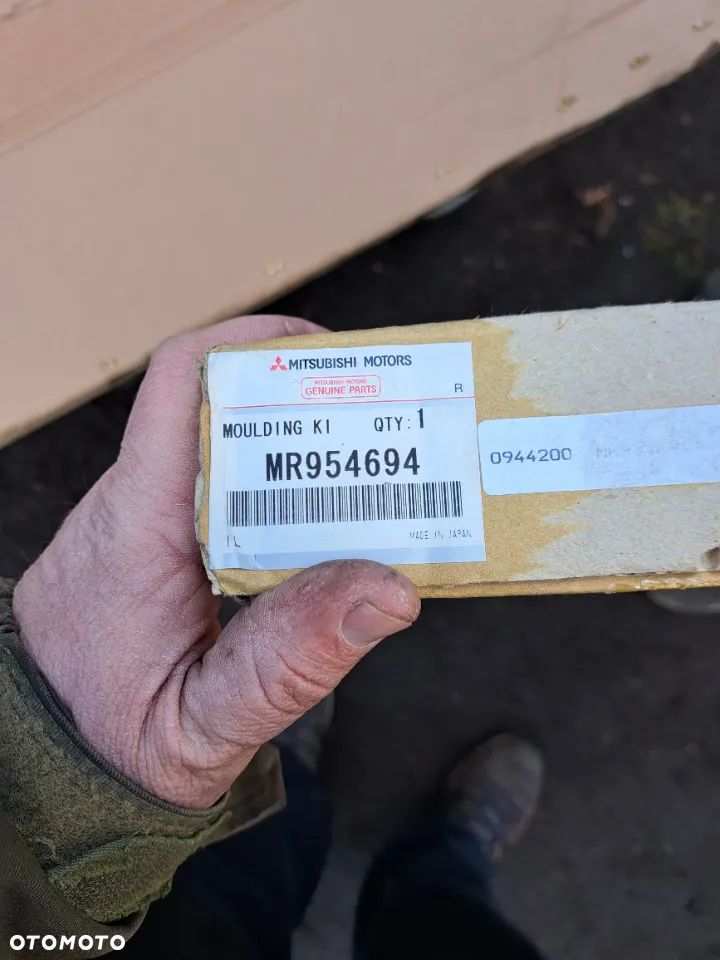 MITSUBISHI MOTORS
MITSUBISHI MOTORS
GENUINE PARTS
R
MOULDING KI QTY:1
MR954694
MADE IN JAPAN
0944200
OTOMOTO